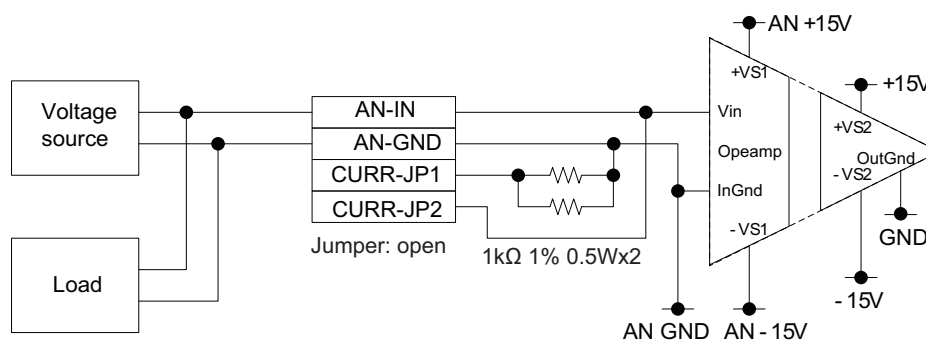 Voltage
source
Load
AN-IN
AN-GND
CURR-JP1
CURR-JP2
Jumper: open
1kΩ 1% 0.5Wx2
AN GND
AN -15V
AN +15V
+VS1
Vin
Opeamp
InGnd
-VS1
+15V
+VS2
OutGnd
-VS2
GND
-15V